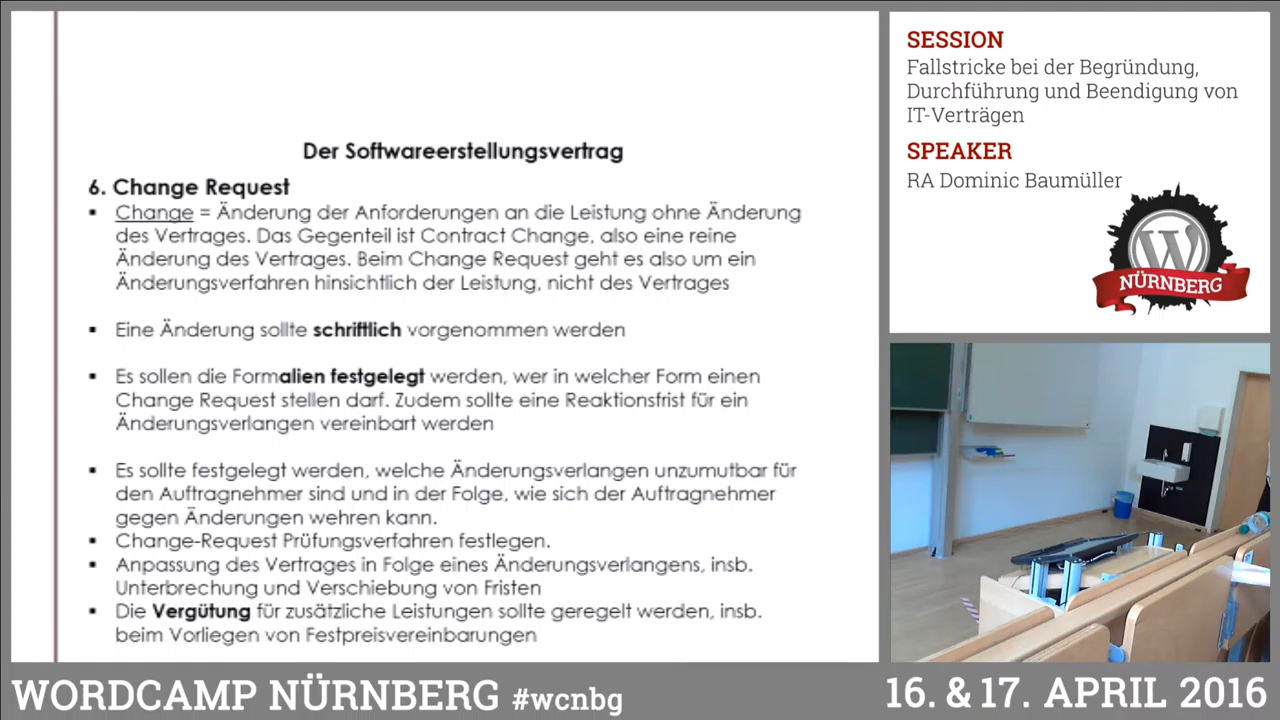 Der Softwareerstellungsvertrag
6. Change Request
▪ Change = Änderung der Anforderungen an die Leistung ohne Änderung
des Vertrages. Das Gegenteil ist Contract Change, also eine reine
Änderung des Vertrages. Beim Change Request geht es also um ein
Änderungsverfahren hinsichtlich der Leistung, nicht des Vertrages
▪ Eine Änderung sollte schriftlich vorgenommen werden
▪ Es sollen die Formalien festgelegt werden, wer in welcher Form einen
Change Request stellen darf. Zudem sollte eine Reaktionsfrist für ein
Änderungsverlangen vereinbart werden
▪ Es sollte festgelegt werden, welche Änderungsverlangen unzumutbar für
den Auftragnehmer sind und in der Folge, wie sich der Auftragnehmer
gegen Änderungen wehren kann.
▪ Change-Request Prüfungsverfahren festlegen.
▪ Anpassung des Vertrages in Folge eines Änderungsverlangens, insb.
Unterbrechung und Verschiebung von Fristen
▪ Die Vergütung für zusätzliche Leistungen sollte geregelt werden, insb.
beim Vorliegen von Festpreisvereinbarungen
SESSION
Fallstricke bei der Begründung,
Durchführung und Beendigung von
IT-Verträgen
SPEAKER
RA Dominic Baumüller
NÜRNBERG
WORDCAMP NÜRNBERG #wcnbg
16. & 17. APRIL 2016